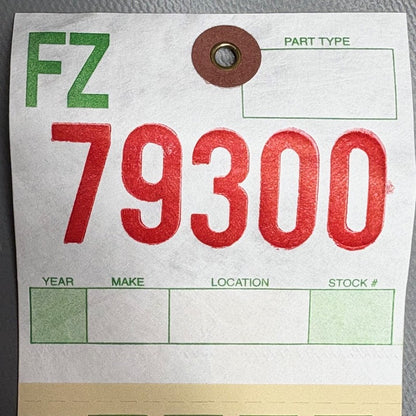 FZ
PART TYPE
79300
YEAR MAKE LOCATION STOCK #